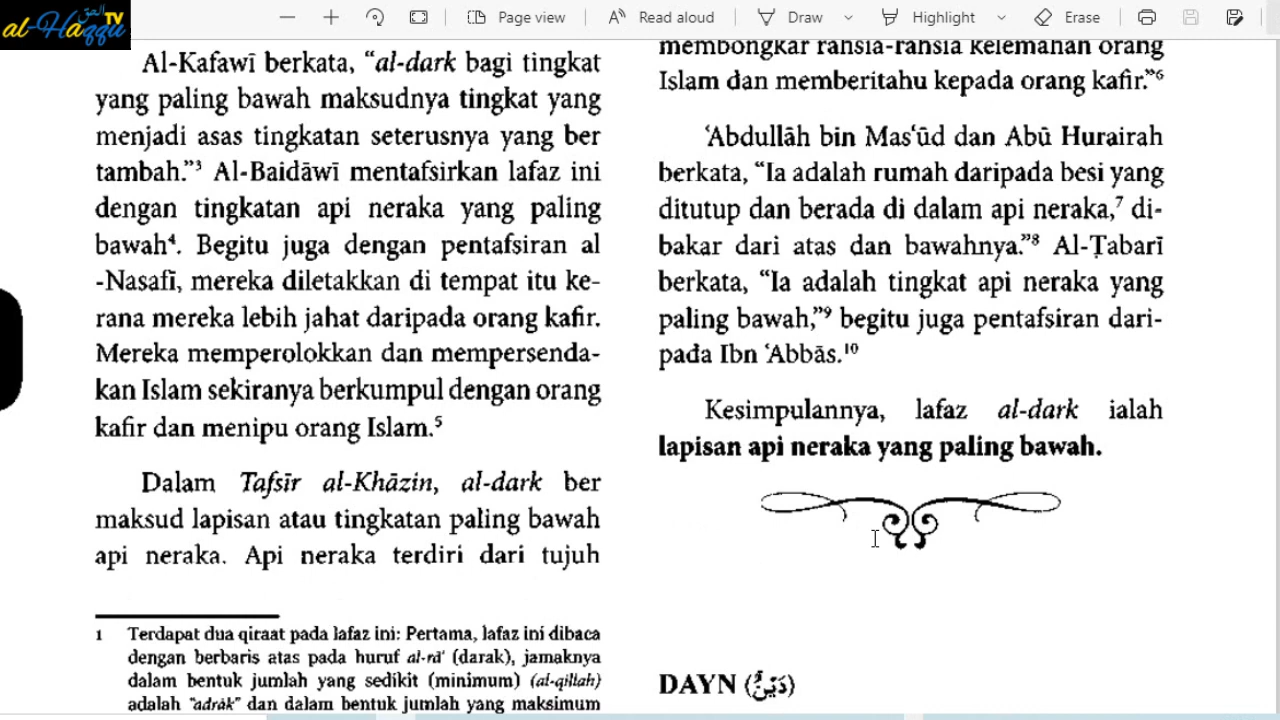 al-Haqqu TV
الحق
Page view
Read aloud
Draw
Highlight
Erase
Al-Kafawī berkata, “al-dark bagi tingkat
yang paling bawah maksudnya tingkat yang
menjadi asas tingkatan seterusnya yang ber
tambah.”³ Al-Baidāwī mentafsirkan lafaz ini
dengan tingkatan api neraka yang paling
bawah⁴. Begitu juga dengan pentafsiran al
-Nasafī, mereka diletakkan di tempat itu ke-
rana mereka lebih jahat daripada orang kafir.
Mereka memperolokkan dan mempersenda-
kan Islam sekiranya berkumpul dengan orang
kafir dan menipu orang Islam.⁵
Dalam Tafsīr al-Khāzin, al-dark ber
maksud lapisan atau tingkatan paling bawah
api neraka. Api neraka terdiri dari tujuh
1 Terdapat dua qiraat pada lafaz ini: Pertama, lafaz ini dibaca
dengan berbaris atas pada huruf al-rā’ (darak), jamaknya
dalam bentuk jumlah yang sedikit (minimum) (al-qillah)
adalah “adrāk” dan dalam bentuk jumlah yang maksimum
membongkar rahsia-rahsia kelemahan orang
Islam dan memberitahu kepada orang kafir.”⁶
‘Abdullāh bin Mas‘ūd dan Abū Hurairah
berkata, “Ia adalah rumah daripada besi yang
ditutup dan berada di dalam api neraka,⁷ di-
bakar dari atas dan bawahnya.”⁸ Al-Ṭabarī
berkata, “Ia adalah tingkat api neraka yang
paling bawah,”⁹ begitu juga pentafsiran dari-
pada Ibn ‘Abbās.¹⁰
Kesimpulannya, lafaz al-dark ialah
lapisan api neraka yang paling bawah.
DAYN (دَيْنٌ)